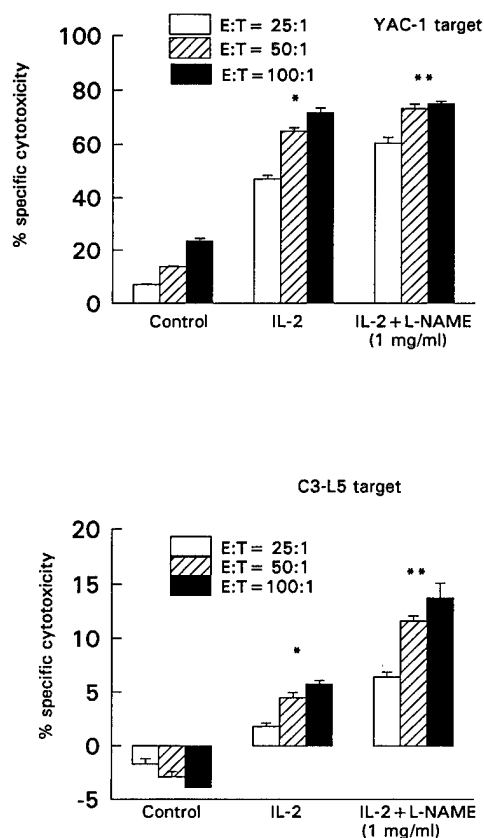 YAC-1 target
E:T = 25:1
E:T = 50:1
E:T = 100:1
% specific cytotoxicity
100
80
60
40
20
0
*
**
Control
IL-2
IL-2 + L-NAME
(1 mg/ml)
C3-L5 target
E:T = 25:1
E:T = 50:1
E:T = 100:1
% specific cytotoxicity
20
15
10
5
0
-5
*
**
Control
IL-2
IL-2 + L-NAME
(1 mg/ml)